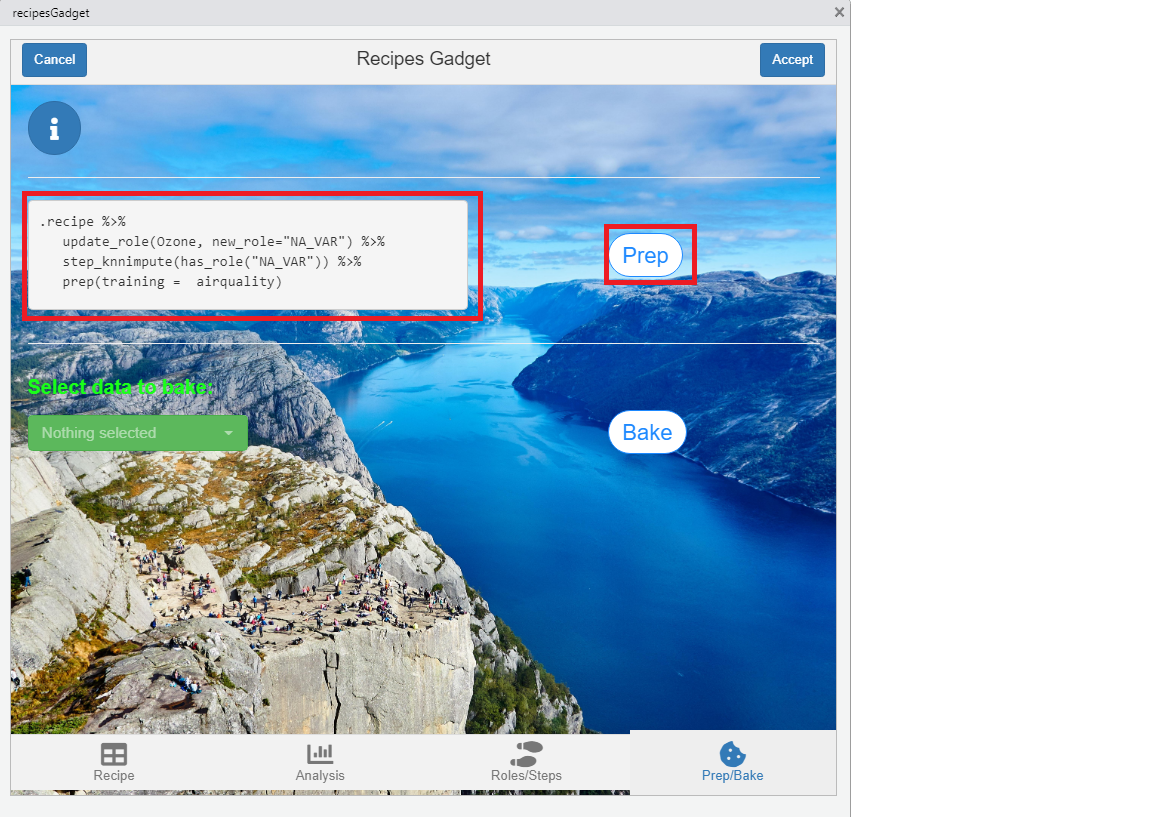 recipesGadget
Cancel
Recipes Gadget
Accept
.recipe %>%
update_role(Ozone, new_role="NA_VAR") %>%
step_knnimpute(has_role("NA_VAR")) %>%
prep(training =  airquality)
Prep
Select data to bake:
Nothing selected
Bake
Recipe
Analysis
Roles/Steps
Prep/Bake